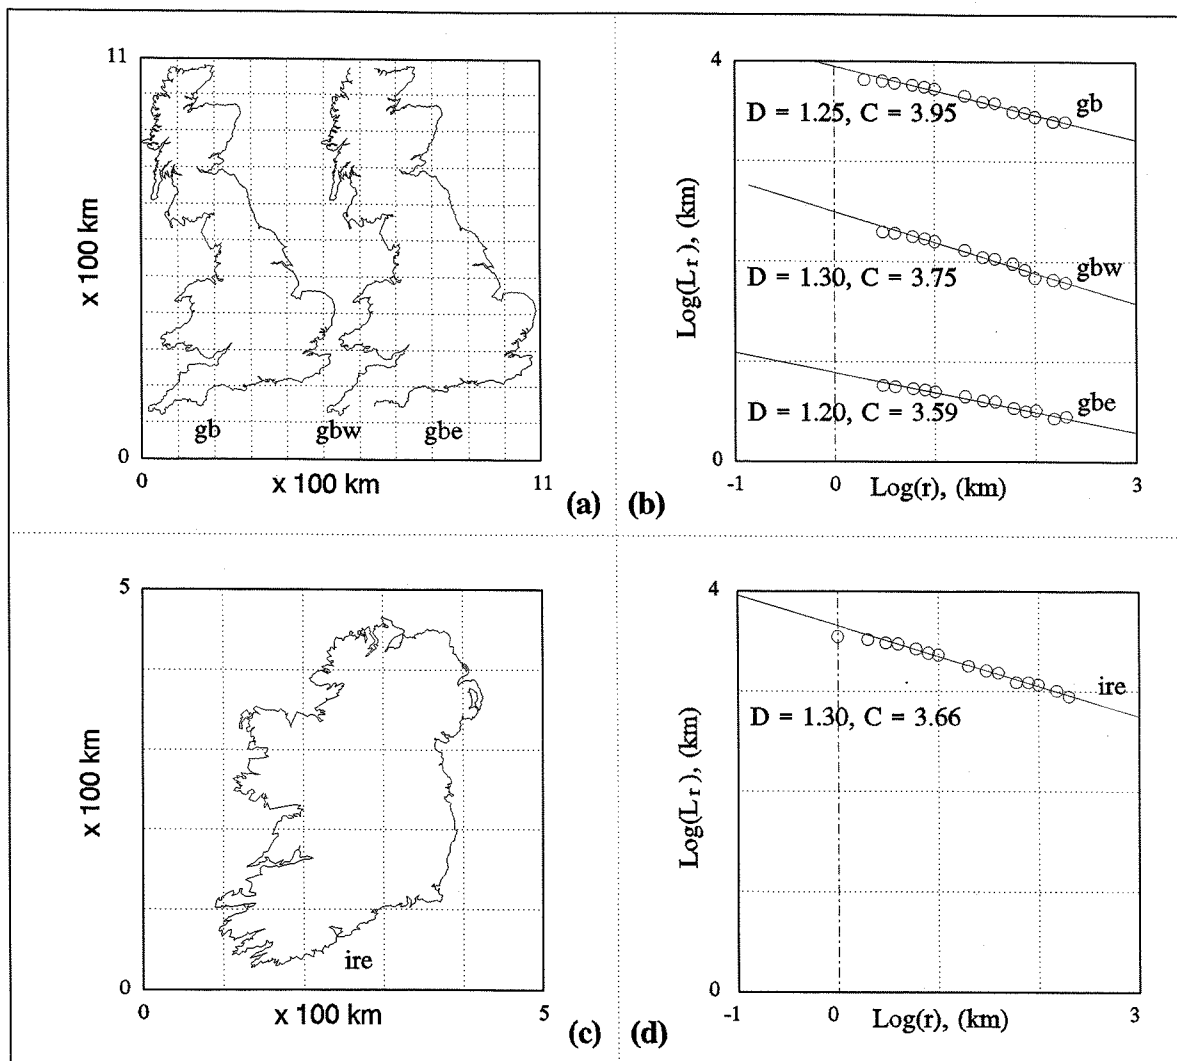 11
x 100 km
gb
gbw
gbe
0
0
x 100 km
11
(a)
4
gb
D = 1.25, C = 3.95
Log(Lr), (km)
gbw
D = 1.30, C = 3.75
gbe
D = 1.20, C = 3.59
0
-1
0
Log(r), (km)
3
(b)
5
x 100 km
ire
0
0
x 100 km
5
(c)
4
ire
D = 1.30, C = 3.66
Log(Lr), (km)
0
-1
0
Log(r), (km)
3
(d)